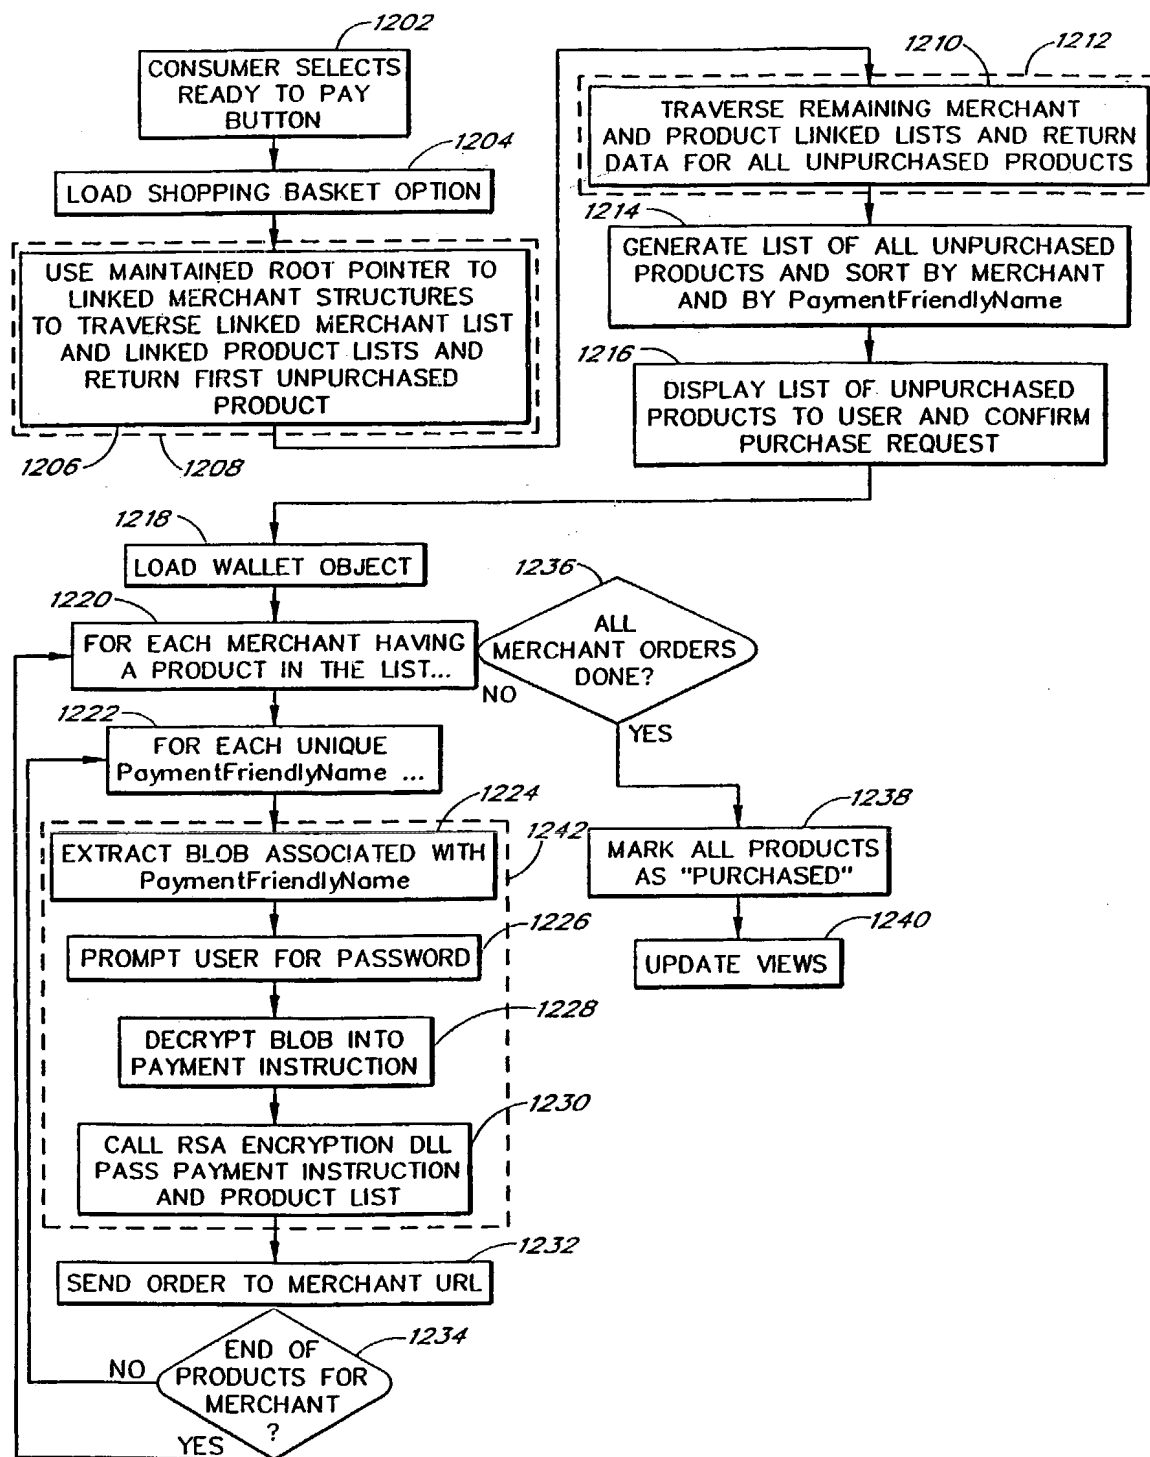 1202
CONSUMER SELECTS
READY TO PAY
BUTTON
1204
LOAD SHOPPING BASKET OPTION
USE MAINTAINED ROOT POINTER TO
LINKED MERCHANT STRUCTURES
TO TRAVERSE LINKED MERCHANT LIST
AND LINKED PRODUCT LISTS AND
RETURN FIRST UNPURCHASED
PRODUCT
1206
1208
1210
1212
TRAVERSE REMAINING MERCHANT
AND PRODUCT LINKED LISTS AND RETURN
DATA FOR ALL UNPURCHASED PRODUCTS
1214
GENERATE LIST OF ALL UNPURCHASED
PRODUCTS AND SORT BY MERCHANT
AND BY PaymentFriendlyName
1216
DISPLAY LIST OF UNPURCHASED
PRODUCTS TO USER AND CONFIRM
PURCHASE REQUEST
1218
LOAD WALLET OBJECT
1220
FOR EACH MERCHANT HAVING
A PRODUCT IN THE LIST...
1236
ALL
MERCHANT ORDERS
DONE?
NO
YES
1222
FOR EACH UNIQUE
PaymentFriendlyName ...
1224
1242
EXTRACT BLOB ASSOCIATED WITH
PaymentFriendlyName
1226
PROMPT USER FOR PASSWORD
1228
DECRYPT BLOB INTO
PAYMENT INSTRUCTION
1230
CALL RSA ENCRYPTION DLL
PASS PAYMENT INSTRUCTION
AND PRODUCT LIST
1232
SEND ORDER TO MERCHANT URL
1234
END OF
PRODUCTS FOR
MERCHANT
?
NO
YES
1238
MARK ALL PRODUCTS
AS "PURCHASED"
1240
UPDATE VIEWS